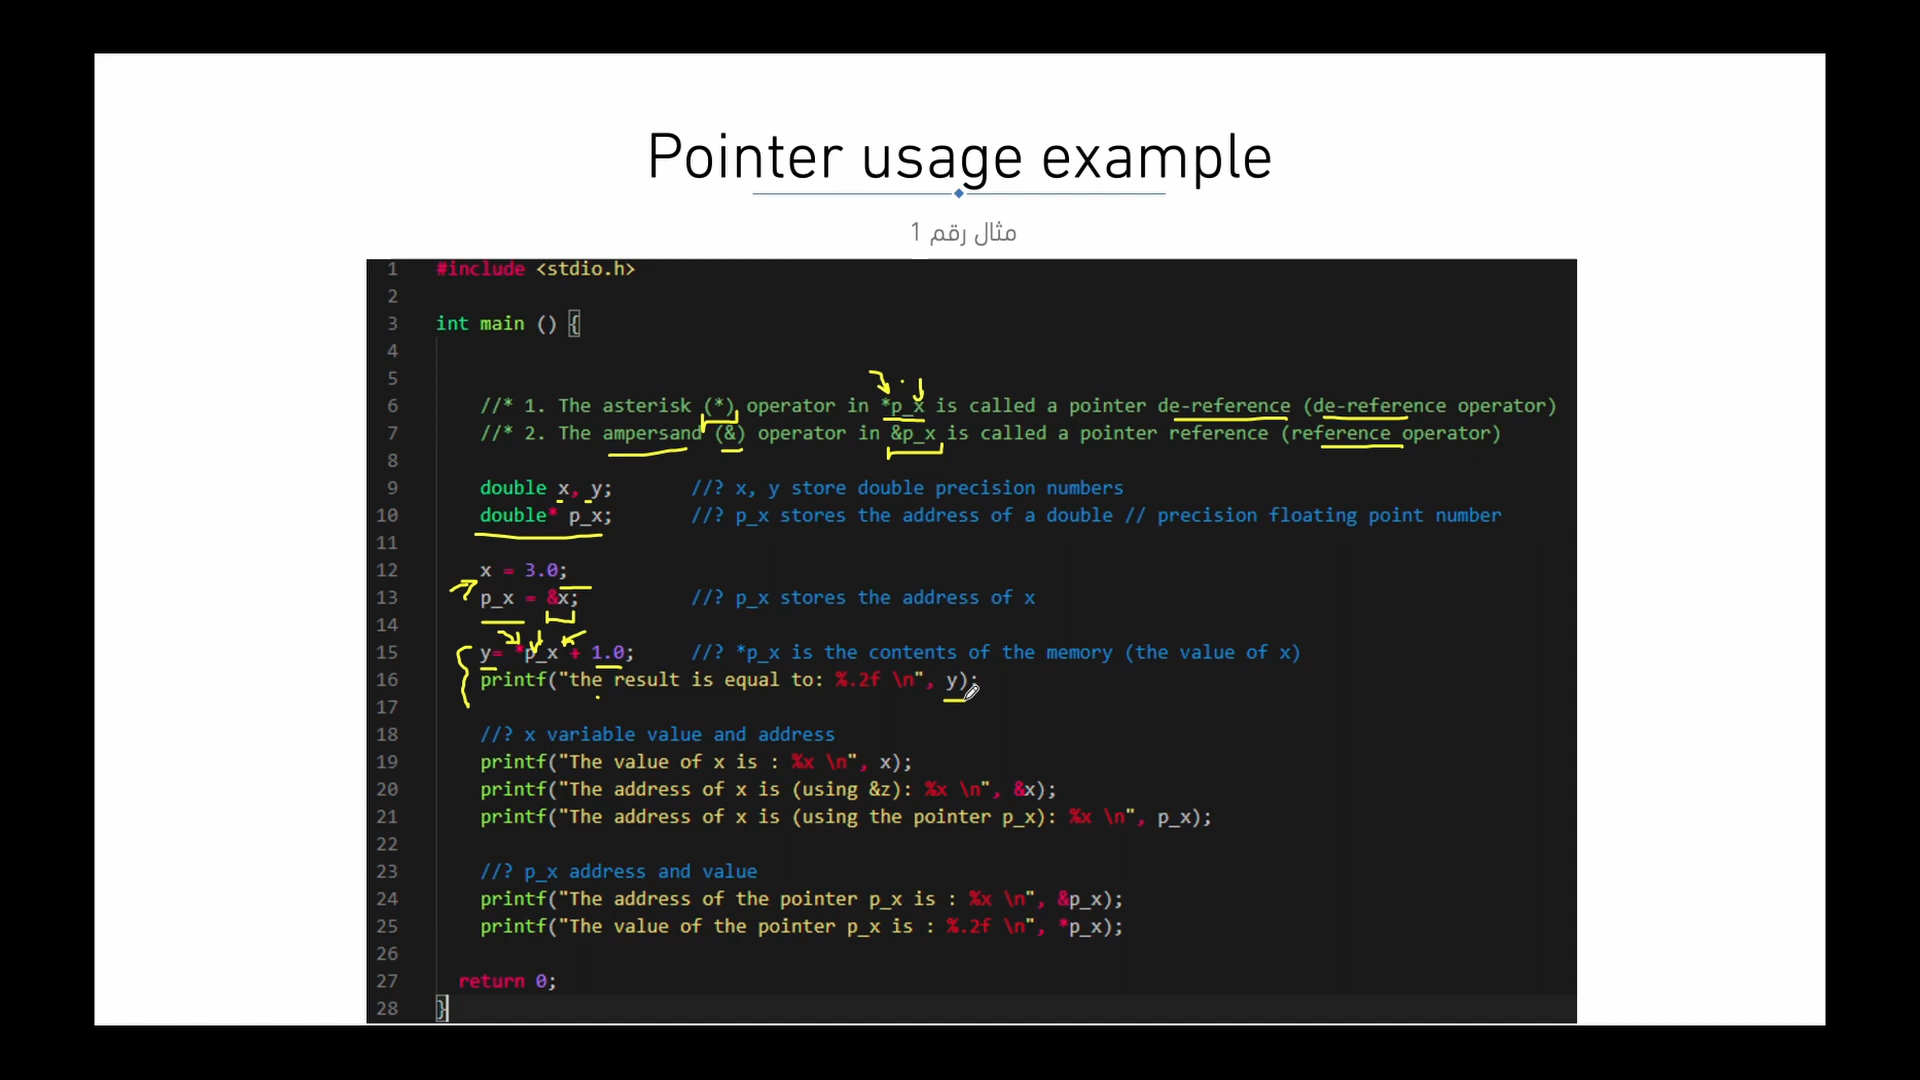 Pointer usage example
مثال رقم 1
1 #include <stdio.h>
2
3 int main () {
4
5
6 //* 1. The asterisk (*) operator in *p_x is called a pointer de-reference (de-reference operator)
7 //* 2. The ampersand (&) operator in &p_x is called a pointer reference (reference operator)
8
9 double x, y; //? x, y store double precision numbers
10 double* p_x; //? p_x stores the address of a double // precision floating point number
11
12 x = 3.0;
13 p_x = &x; //? p_x stores the address of x
14
15 y= *p_x + 1.0; //? *p_x is the contents of the memory (the value of x)
16 printf("the result is equal to: %.2f \n", y);
17
18 //? x variable value and address
19 printf("The value of x is : %x \n", x);
20 printf("The address of x is (using &z): %x \n", &x);
21 printf("The address of x is (using the pointer p_x): %x \n", p_x);
22
23 //? p_x address and value
24 printf("The address of the pointer p_x is : %x \n", &p_x);
25 printf("The value of the pointer p_x is : %.2f \n", *p_x);
26
27 return 0;
28 }